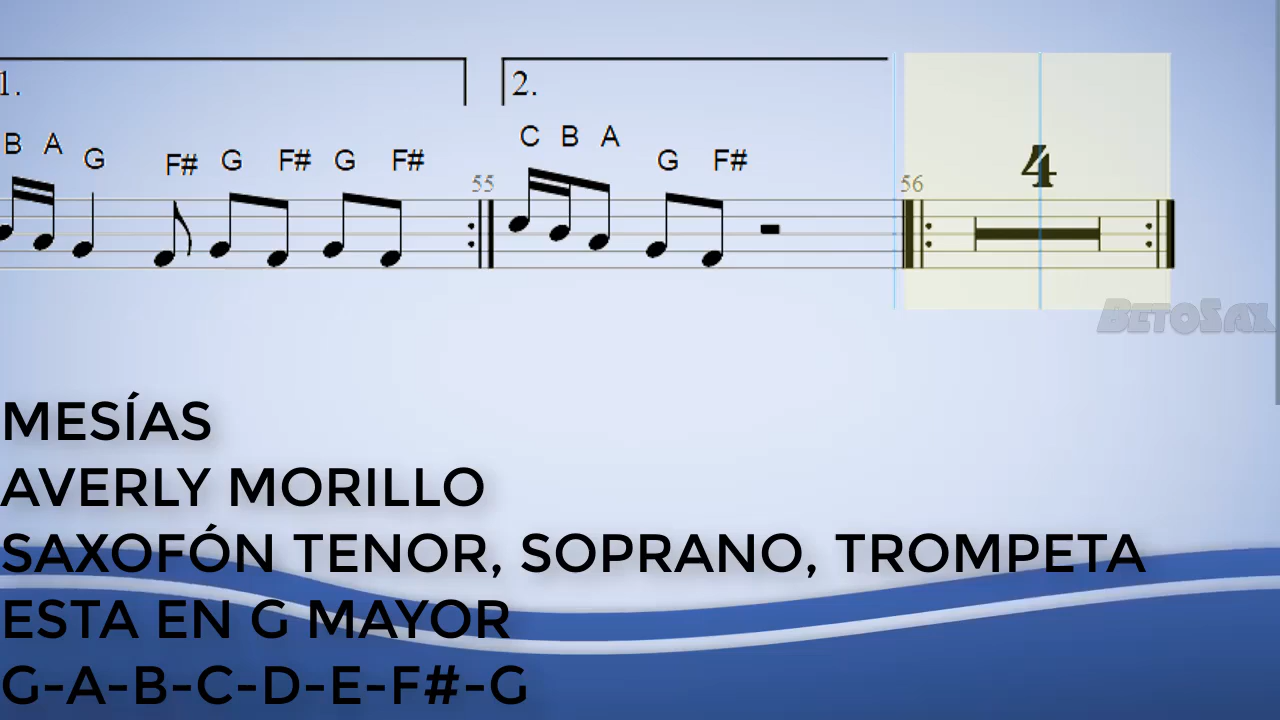 1. 2.
B A G F# G F# G F# C B A G F#
55 56 4
BETOSAX
MESÍAS
AVERLY MORILLO
SAXOFÓN TENOR, SOPRANO, TROMPETA
ESTA EN G MAYOR
G-A-B-C-D-E-F#-G